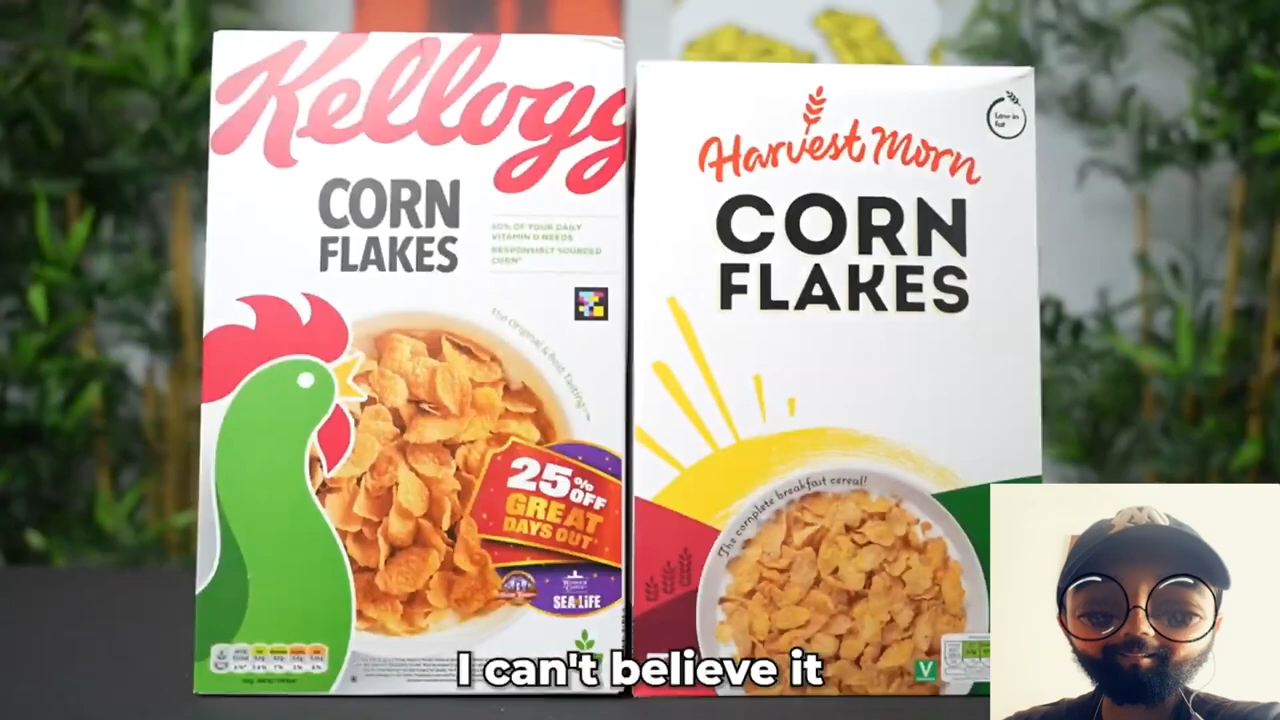 Kellogg
CORN
FLAKES
50% OF YOUR DAILY
VITAMIN D NEEDS
RESPONSIBLY SOURCED
CORN*
The Original & Best Tasting
25% OFF
GREAT
DAYS OUT
SEA LIFE
Harvest Morn
CORN
FLAKES
Low in
fat
The complete breakfast cereal!
V
I can't believe it